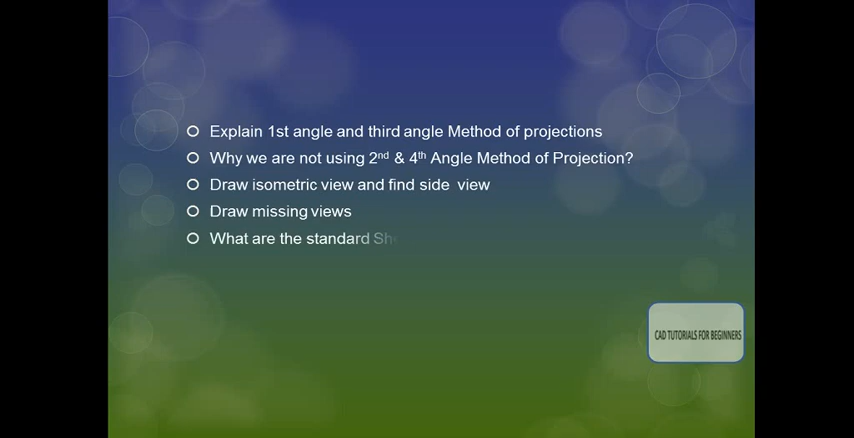 Explain 1st angle and third angle Method of projections
Why we are not using 2nd & 4th Angle Method of Projection?
Draw isometric view and find side view
Draw missing views
What are the standard
CAD TUTORIALS FOR BEGINNERS